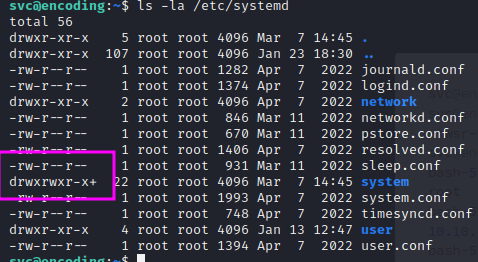 svc@encoding:~$ ls -la /etc/systemd
total 56
drwxr-xr-x   5 root root 4096 Mar  7 14:45 .
drwxr-xr-x 107 root root 4096 Jan 23 18:30 ..
-rw-r--r--   1 root root 1282 Apr  7  2022 journald.conf
-rw-r--r--   1 root root 1374 Apr  7  2022 logind.conf
drwxr-xr-x   2 root root 4096 Apr  7  2022 network
-rw-r--r--   1 root root  846 Mar 11  2022 networkd.conf
-rw-r--r--   1 root root  670 Mar 11  2022 pstore.conf
-rw-r--r--   1 root root 1406 Apr  7  2022 resolved.conf
-rw-r--r--   1 root root  931 Mar 11  2022 sleep.conf
drwxrwxr-x+ 22 root root 4096 Mar  7 14:45 system
-rw-r--r--   1 root root 1993 Apr  7  2022 system.conf
-rw-r--r--   1 root root  748 Apr  7  2022 timesyncd.conf
drwxr-xr-x   4 root root 4096 Jan 13 12:47 user
-rw-r--r--   1 root root 1394 Apr  7  2022 user.conf
svc@encoding:~$